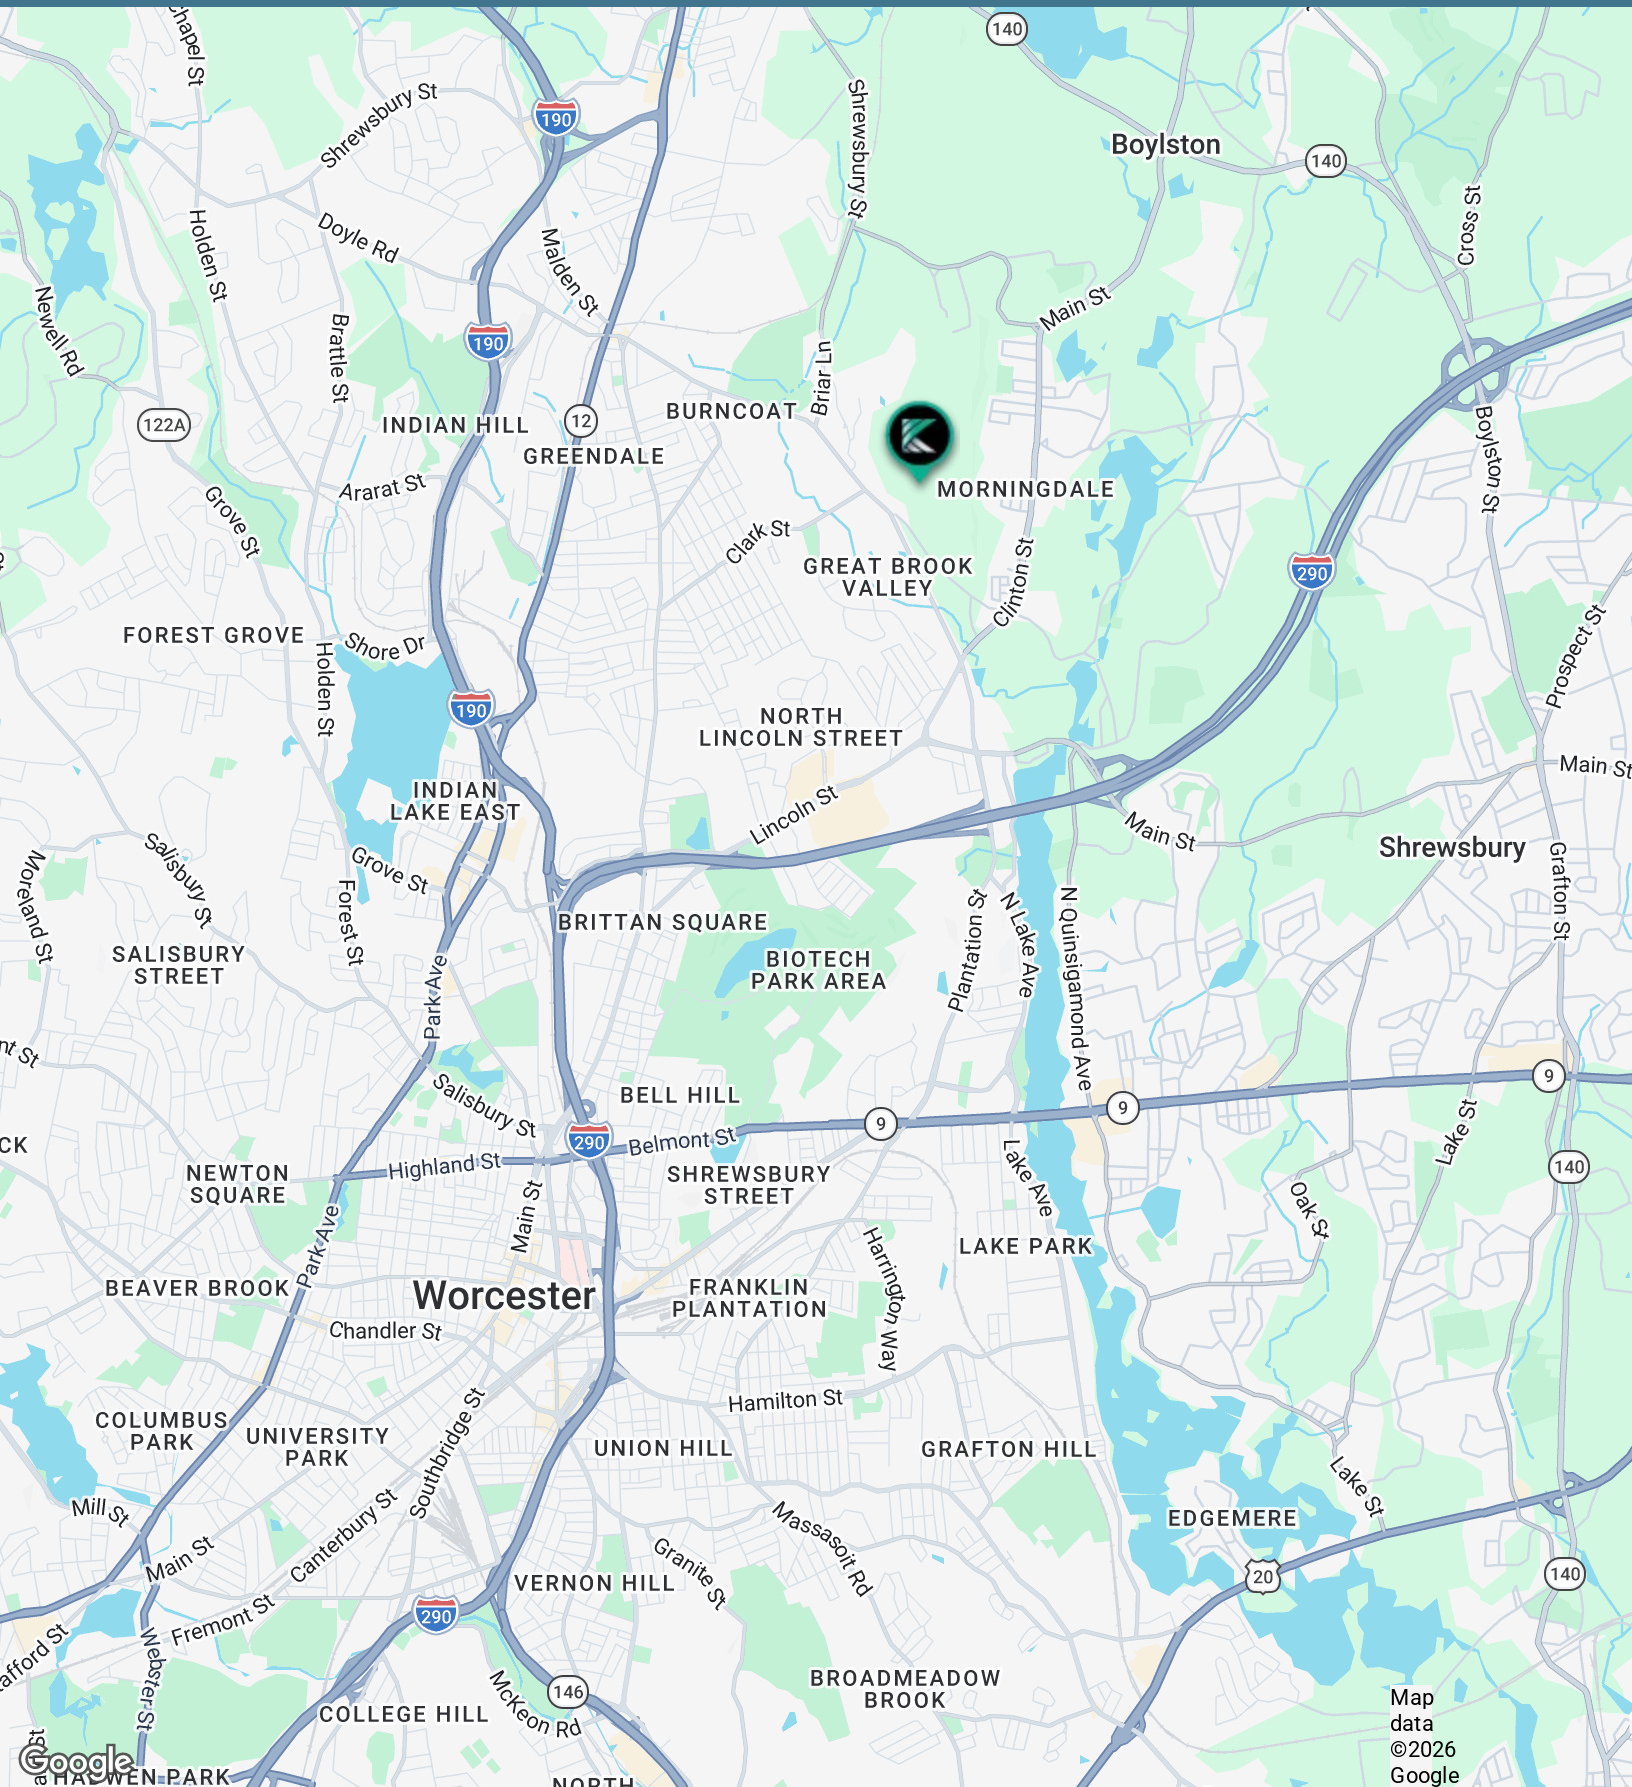 140
Chapel St
Shrewsbury St
190
Shrewsbury St
Boylston
140
Cross St
Holden St
Doyle Rd
Malden St
Main St
Newell Rd
Brattle St
190
Briar Ln
122A
INDIAN HILL
12
BURNCOAT
GREENDALE
Boylston St
Ararat St
MORNINGDALE
Grove St
Clark St
GREAT BROOK
VALLEY
Clinton St
290
FOREST GROVE
Shore Dr
Holden St
Prospect St
190
NORTH
LINCOLN STREET
Main St
INDIAN
LAKE EAST
Lincoln St
Main St
Shrewsbury
Salisbury St
Grove St
Moreland St
Forest St
Grafton St
BRITTAN SQUARE
Plantation St
N Lake Ave
N Quinsigamond Ave
SALISBURY
STREET
BIOTECH
PARK AREA
Park Ave
nt St
Salisbury St
BELL HILL
9
9
9
290
Belmont St
Lake St
CK
Highland St
NEWTON
SQUARE
SHREWSBURY
STREET
Lake Ave
140
Main St
Oak St
Park Ave
Harrington Way
LAKE PARK
BEAVER BROOK
Worcester
FRANKLIN
PLANTATION
Chandler St
Hamilton St
COLUMBUS
PARK
UNIVERSITY
PARK
Southbridge St
UNION HILL
GRAFTON HILL
Lake St
Mill St
Canterbury St
Massasoit Rd
EDGEMERE
Main St
Granite St
VERNON HILL
20
140
Fremont St
290
afford St
Webster St
McKeon Rd
146
BROADMEADOW
BROOK
COLLEGE HILL
Map
data
©2026
Google
Google
HADWEN PARK
NORTH